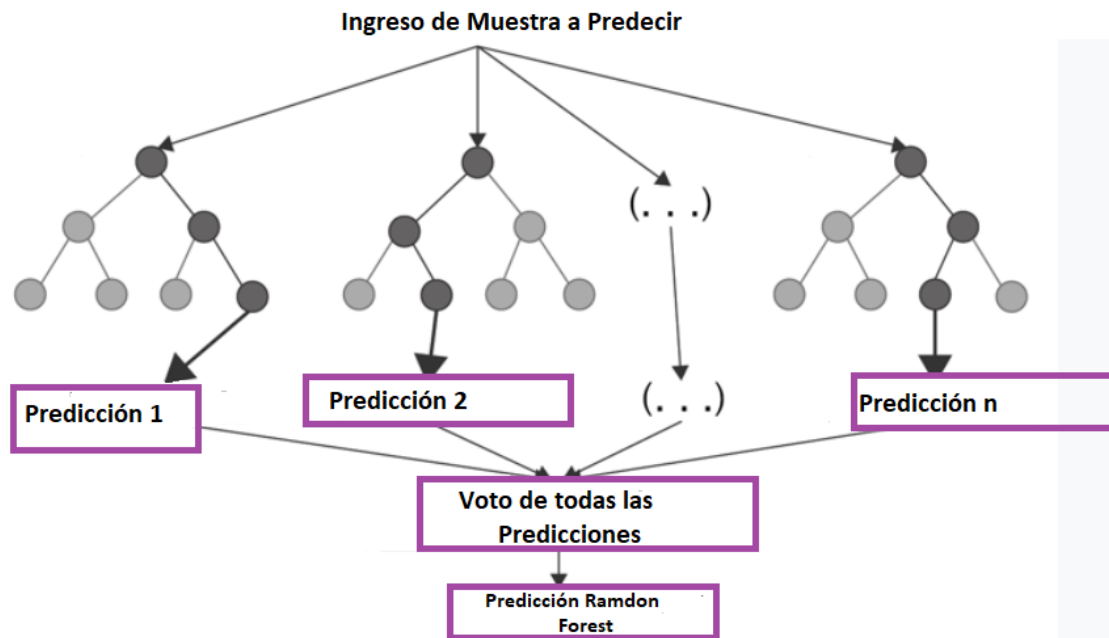 Ingreso de Muestra a Predecir
(. . .)
Predicción 1
Predicción 2
(. . .)
Predicción n
Voto de todas las
Predicciones
Predicción Ramdon
Forest